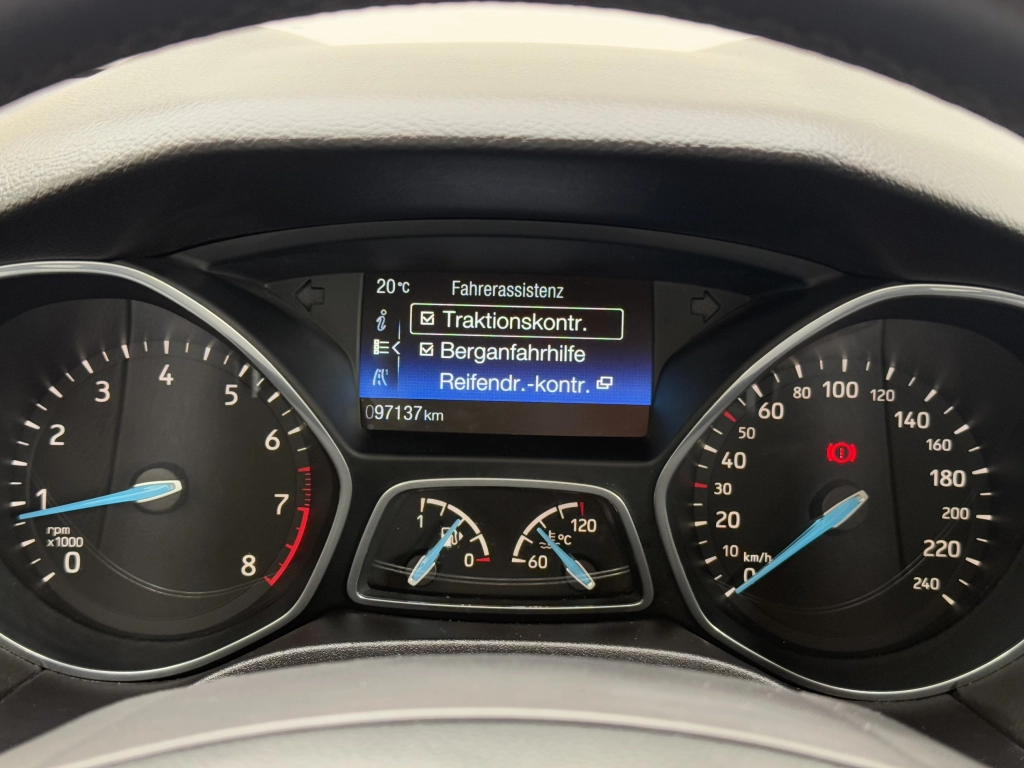 20°C
Fahrerassistenz
Traktionskontr.
Berganfahrhilfe
Reifendr.-kontr.
097137 km
0
1
2
3
4
5
6
7
8
rpm
x1000
1
0
60
120
°C
0
10
20
30
40
50
60
80
100
120
140
160
180
200
220
240
km/h